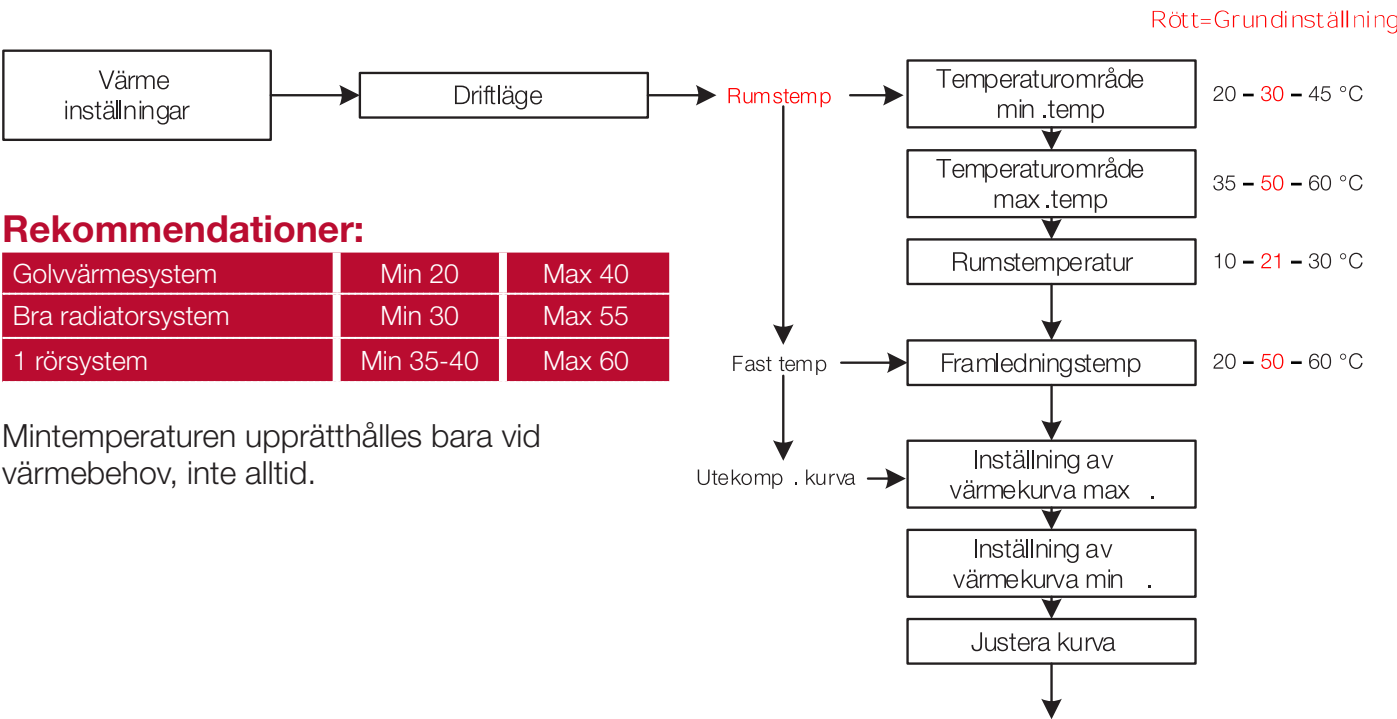 Rött=Grundinställning
Värme
inställningar
Driftläge
Rumstemp
Temperaturområde
min .temp
20 – 30 – 45 °C
Temperaturområde
max .temp
35 – 50 – 60 °C
Rumstemperatur
10 – 21 – 30 °C
Rekommendationer:
Golvvärmesystem Min 20 Max 40
Bra radiatorsystem Min 30 Max 55
1 rörsystem Min 35-40 Max 60
Mintemperaturen upprätthålles bara vid
värmebehov, inte alltid.
Fast temp
Framledningstemp
20 – 50 – 60 °C
Utekomp . kurva
Inställning av
värmekurva max .
Inställning av
värmekurva min .
Justera kurva